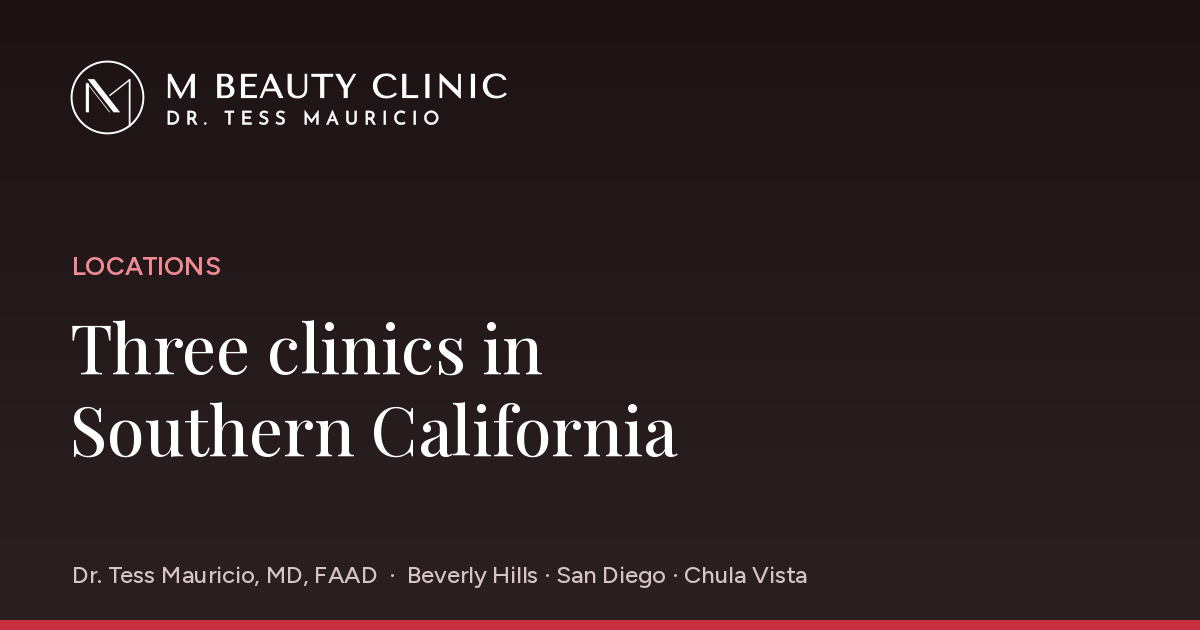 M BEAUTY CLINIC
DR. TESS MAURICIO
LOCATIONS
Three clinics in
Southern California
Dr. Tess Mauricio, MD, FAAD · Beverly Hills · San Diego · Chula Vista